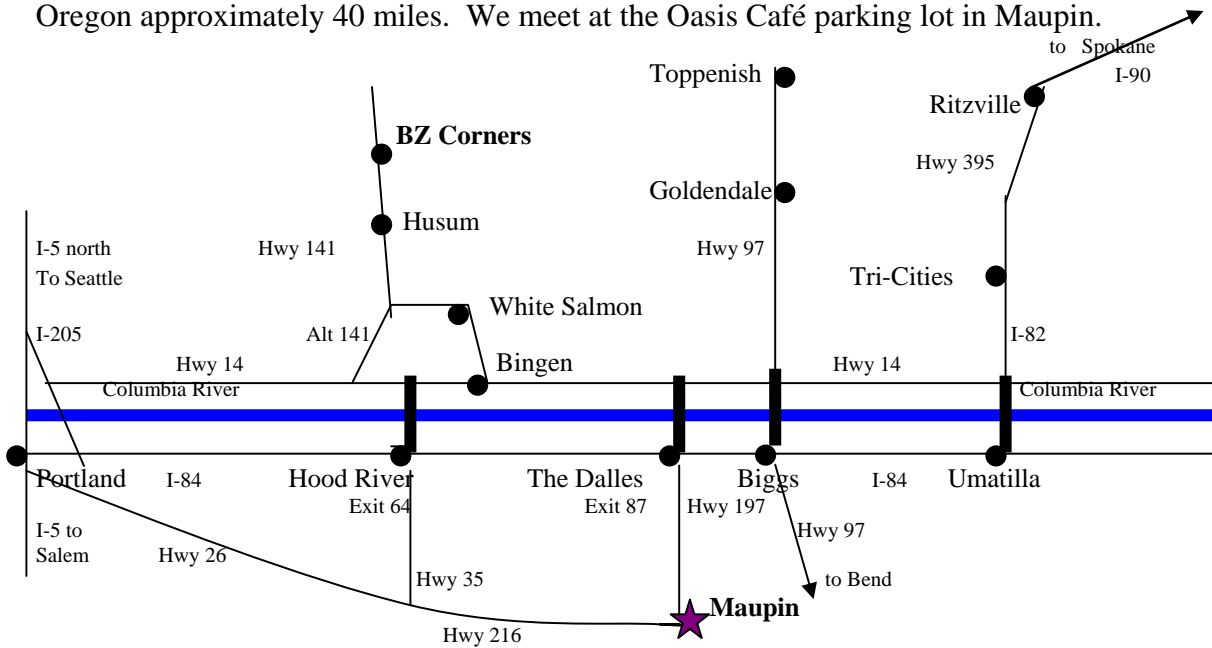 Oregon approximately 40 miles.  We meet at the Oasis Café parking lot in Maupin.
to Spokane
I-90
Toppenish
Ritzville
BZ Corners
Hwy 395
Goldendale
Husum
I-5 north
To Seattle
Hwy 141
Hwy 97
Tri-Cities
White Salmon
I-205
Alt 141
I-82
Hwy 14
Bingen
Hwy 14
Columbia River
Columbia River
Portland
I-84
Hood River
The Dalles
Biggs
I-84
Umatilla
Exit 64
Exit 87
Hwy 197
I-5 to
Salem
Hwy 26
Hwy 97
Hwy 35
to Bend
Maupin
Hwy 216